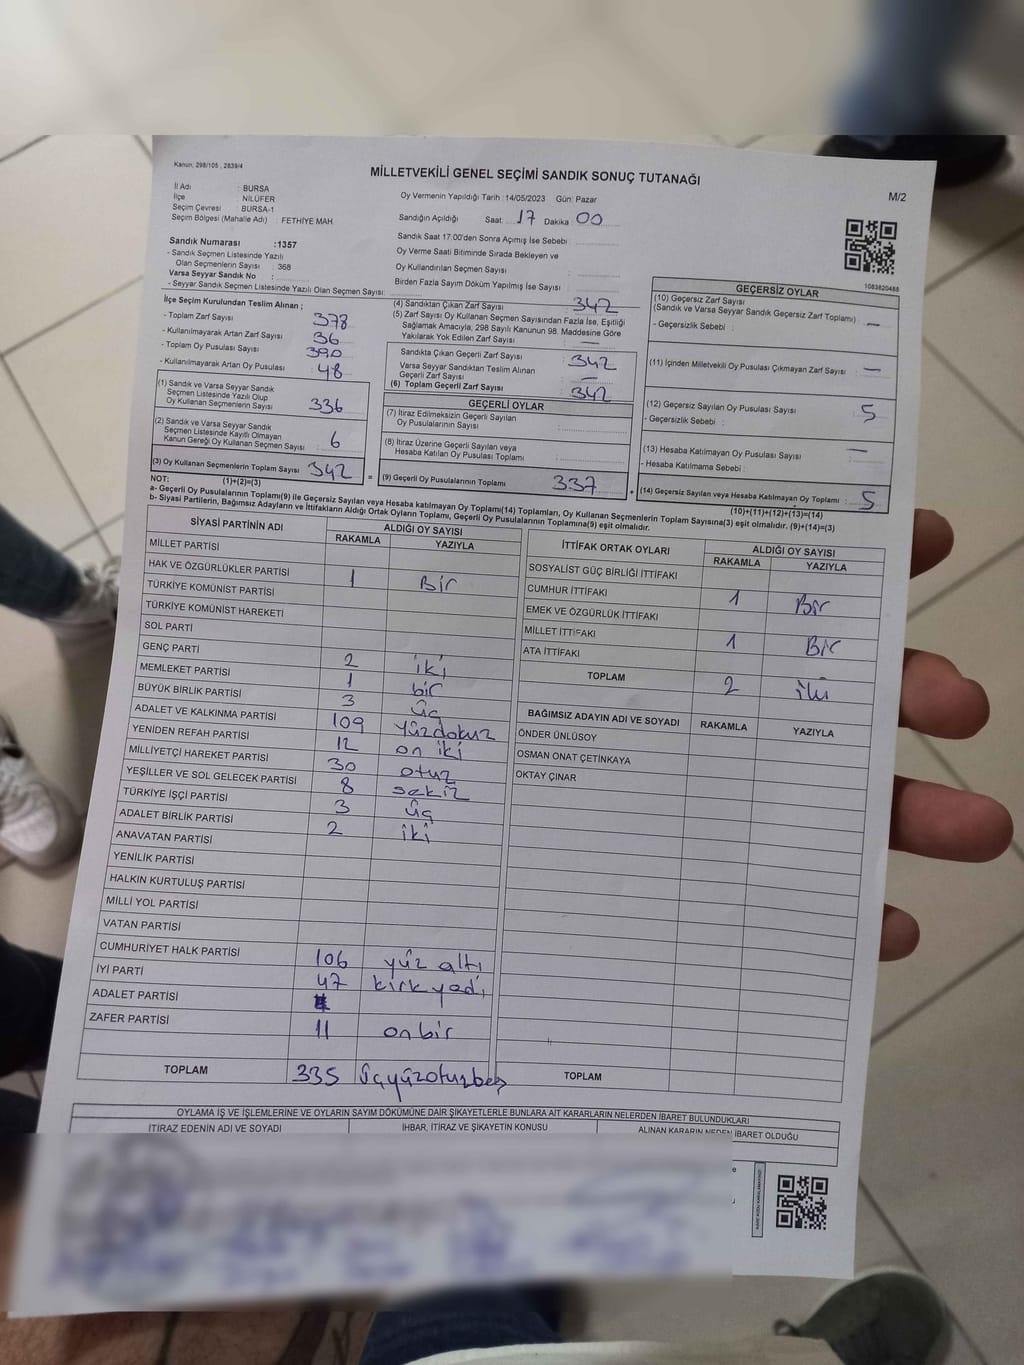 Kanun; 298/105 , 2839/4
MİLLETVEKİLİ GENEL SEÇİMİ SANDIK SONUÇ TUTANAĞI
M/2
İl Adı : BURSA
İlçe : NİLÜFER
Seçim Çevresi : BURSA-1
Seçim Bölgesi (Mahalle Adı) : FETHİYE MAH.
Sandık Numarası :1357
- Sandık Seçmen Listesinde Yazılı
Olan Seçmenlerin Sayısı : 368
Varsa Seyyar Sandık No :
- Seyyar Sandık Seçmen Listesinde Yazılı Olan Seçmen Sayısı:
Oy Vermenin Yapıldığı Tarih :14/05/2023 Gün: Pazar
Sandığın Açıldığı Saat: 17 Dakika : 00
Sandık Saat 17:00'den Sonra Açımış İse Sebebi :
Oy Verme Saati Bitiminde Sırada Bekleyen ve
Oy Kullandırılan Seçmen Sayısı :
Birden Fazla Sayım Döküm Yapılmış İse Sayısı :
1083820488
İlçe Seçim Kurulundan Teslim Alınan ;
- Toplam Zarf Sayısı : 378
- Kullanılmayarak Artan Zarf Sayısı : 36
- Toplam Oy Pusulası Sayısı : 390
- Kullanılmayarak Artan Oy Pusulası : 48
(1) Sandık ve Varsa Seyyar Sandık
Seçmen Listesinde Yazılı Olup
Oy Kullanan Seçmenlerin Sayısı : 336
(2) Sandık ve Varsa Seyyar Sandık
Seçmen Listesinde Kayıtlı Olmayan
Kanun Gereği Oy Kullanan Seçmen Sayısı : 6
(3) Oy Kullanan Seçmenlerin Toplam Sayısı : 342
(4) Sandıktan Çıkan Zarf Sayısı : 342
(5) Zarf Sayısı Oy Kullanan Seçmen Sayısından Fazla İse, Eşitliği
Sağlamak Amacıyla, 298 Sayılı Kanunun 98. Maddesine Göre
Yakılarak Yok Edilen Zarf Sayısı : —
Sandıkta Çıkan Geçerli Zarf Sayısı : 342
Varsa Seyyar Sandıktan Teslim Alınan
Geçerli Zarf Sayısı : —
(6) Toplam Geçerli Zarf Sayısı : 342
GEÇERLİ OYLAR
(7) İtiraz Edilmeksizin Geçerli Sayılan
Oy Pusulalarının Sayısı :
(8) İtiraz Üzerine Geçerli Sayılan veya
Hesaba Katılan Oy Pusulası Toplamı :
= (9) Geçerli Oy Pusulalarının Toplamı 337
GEÇERSİZ OYLAR
(10) Geçersiz Zarf Sayısı
(Sandık ve Varsa Seyyar Sandık Geçersiz Zarf Toplamı) : —
- Geçersizlik Sebebi :
(11) İçinden Milletvekili Oy Pusulası Çıkmayan Zarf Sayısı : —
(12) Geçersiz Sayılan Oy Pusulası Sayısı : 5
- Geçersizlik Sebebi :
(13) Hesaba Katılmayan Oy Pusulası Sayısı : —
- Hesaba Katılmama Sebebi :
+ (14) Geçersiz Sayılan veya Hesaba Katılmayan Oy Toplamı : 5
NOT: (1)+(2)=(3)
(10)+(11)+(12)+(13)=(14)
a- Geçerli Oy Pusulalarının Toplamı(9) ile Geçersiz Sayılan veya Hesaba katılmayan Oy Toplamı(14) Toplamları, Oy Kullanan Seçmenlerin Toplam Sayısına(3) eşit olmalıdır. (9)+(14)=(3)
b- Siyasi Partilerin, Bağımsız Adayların ve İttifakların Aldığı Ortak Oyların Toplamı, Geçerli Oy Pusulalarının Toplamına(9) eşit olmalıdır.
SİYASİ PARTİNİN ADI ALDIĞI OY SAYISI
RAKAMLA YAZIYLA
MİLLET PARTİSİ
HAK VE ÖZGÜRLÜKLER PARTİSİ 1 Bir
TÜRKİYE KOMÜNİST PARTİSİ
TÜRKİYE KOMÜNİST HAREKETİ
SOL PARTİ
GENÇ PARTİ 2 iki
MEMLEKET PARTİSİ 1 bir
BÜYÜK BİRLİK PARTİSİ 3 üç
ADALET VE KALKINMA PARTİSİ 109 yüzdokuz
YENİDEN REFAH PARTİSİ 12 on iki
MİLLİYETÇİ HAREKET PARTİSİ 30 otuz
YEŞİLLER VE SOL GELECEK PARTİSİ 8 sekiz
TÜRKİYE İŞÇİ PARTİSİ 3 üç
ADALET BİRLİK PARTİSİ 2 iki
ANAVATAN PARTİSİ
YENİLİK PARTİSİ
HALKIN KURTULUŞ PARTİSİ
MİLLİ YOL PARTİSİ
VATAN PARTİSİ
CUMHURİYET HALK PARTİSİ 106 yüz altı
İYİ PARTİ 47 kirk yedi
ADALET PARTİSİ
ZAFER PARTİSİ 11 on bir
TOPLAM 335 üçyüzotuzbeş
İTTİFAK ORTAK OYLARI ALDIĞI OY SAYISI
RAKAMLA YAZIYLA
SOSYALİST GÜÇ BİRLİĞİ İTTİFAKI
CUMHUR İTTİFAKI 1 Bir
EMEK VE ÖZGÜRLÜK İTTİFAKI
MİLLET İTTİFAKI 1 Bir
ATA İTTİFAKI
TOPLAM 2 iki
BAĞIMSIZ ADAYIN ADI VE SOYADI RAKAMLA YAZIYLA
ÖNDER ÜNLÜSOY
OSMAN ONAT ÇETİNKAYA
OKTAY ÇINAR
TOPLAM
OYLAMA İŞ VE İŞLEMLERİNE VE OYLARIN SAYIM DÖKÜMÜNE DAİR ŞİKAYETLERLE BUNLARA AİT KARARLARIN NELERDEN İBARET BULUNDUKLARI
İTİRAZ EDENİN ADI VE SOYADI İHBAR, İTİRAZ VE ŞİKAYETİN KONUSU ALINAN KARARIN NEDEN İBARET OLDUĞU